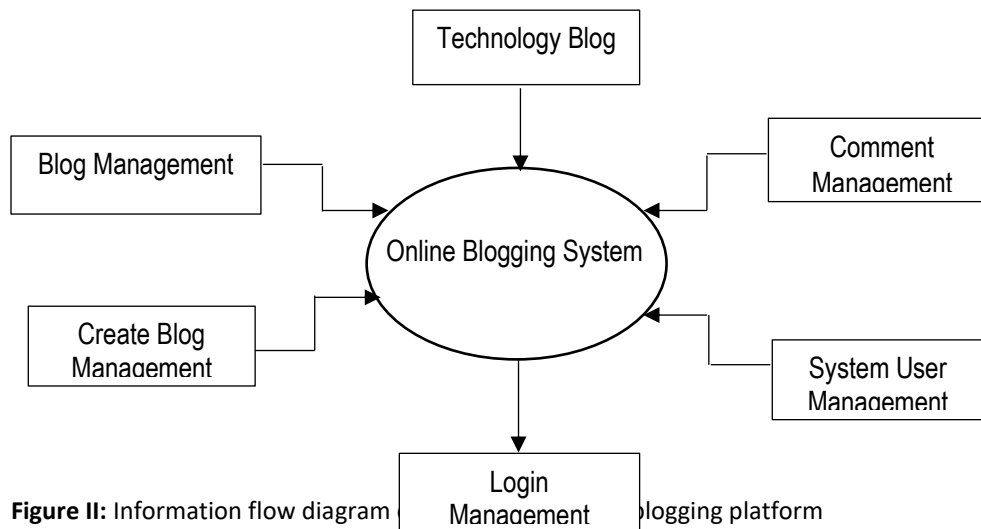 Technology Blog
Blog Management
Comment
Management
Online Blogging System
Create Blog
Management
System User
Management
Login
Management
Figure II: Information flow diagram blogging platform